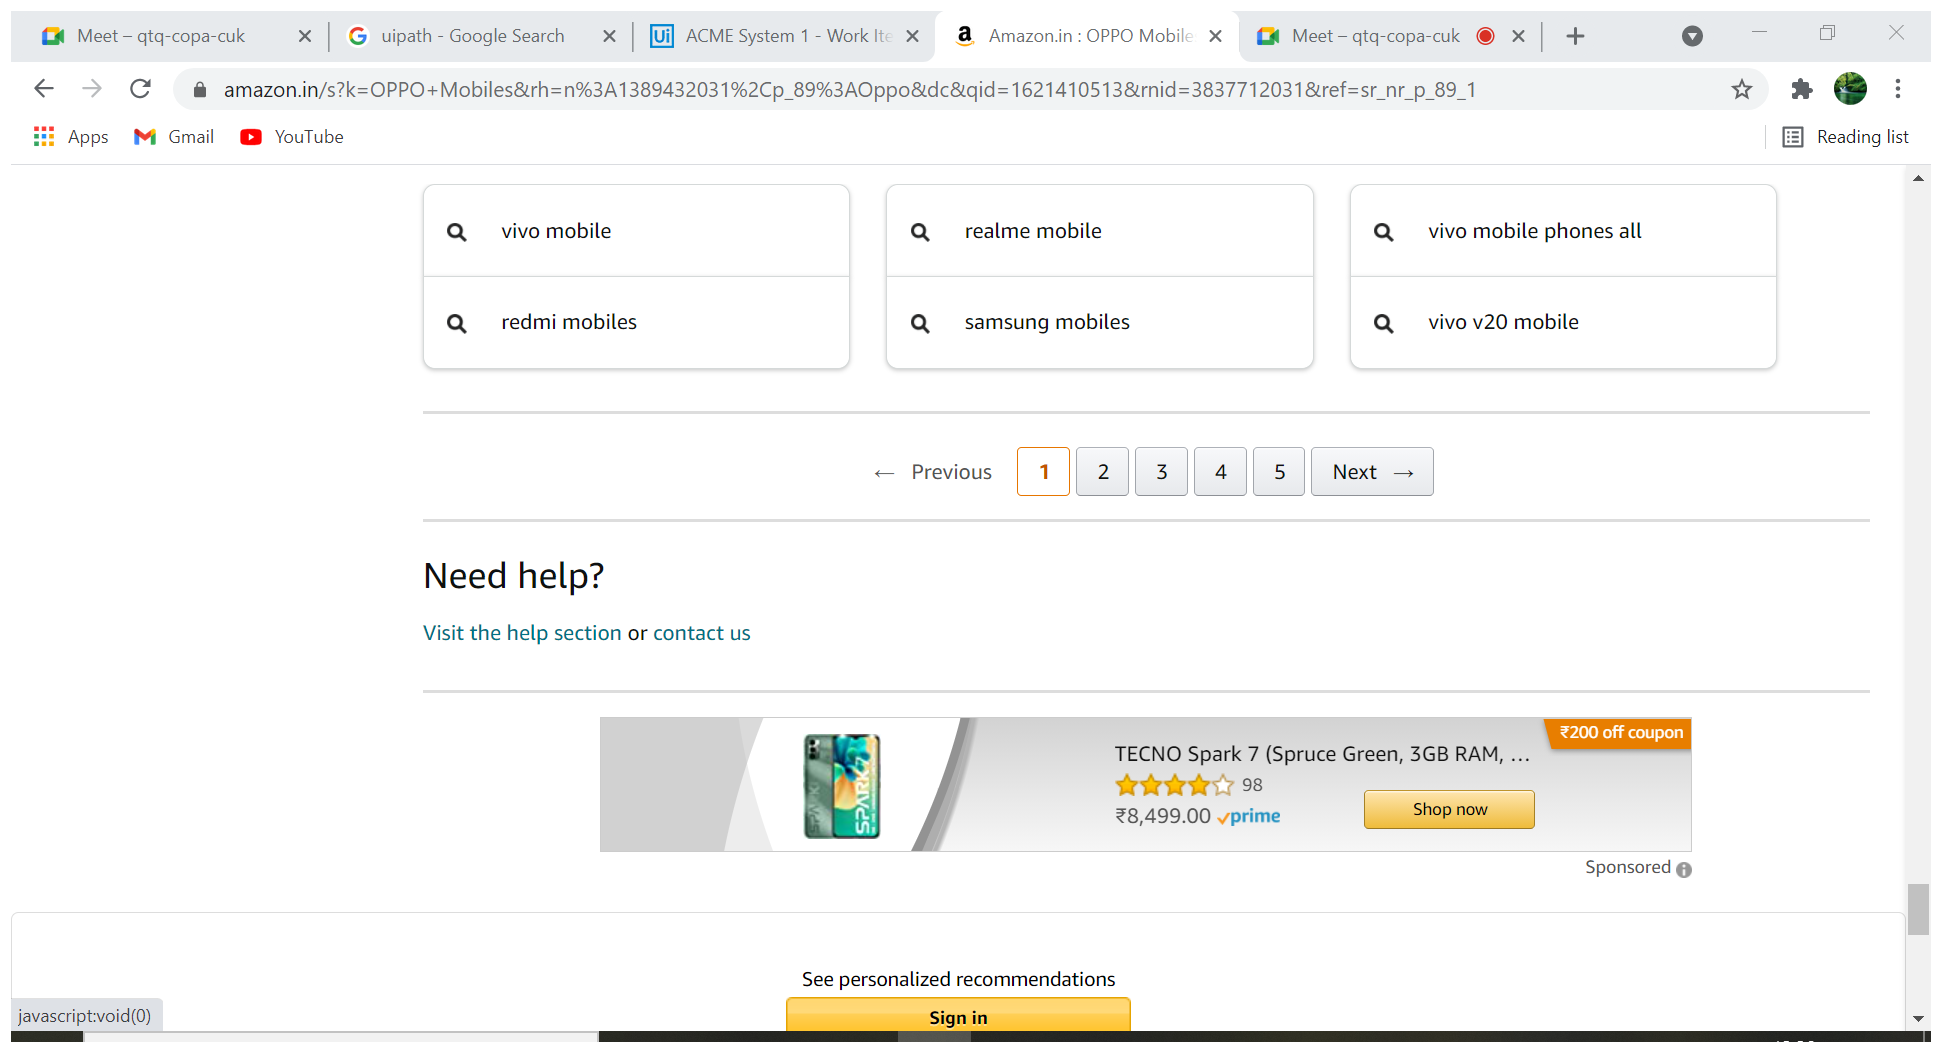 Meet – qtq-copa-cuk
uipath - Google Search
ACME System 1 - Work Ite
Amazon.in : OPPO Mobile
Meet – qtq-copa-cuk
amazon.in/s?k=OPPO+Mobiles&rh=n%3A1389432031%2Cp_89%3AOppo&dc&qid=1621410513&rnid=3837712031&ref=sr_nr_p_89_1
Apps
Gmail
YouTube
Reading list
vivo mobile
realme mobile
vivo mobile phones all
redmi mobiles
samsung mobiles
vivo v20 mobile
← Previous 1 2 3 4 5 Next →
Need help?
Visit the help section or contact us
₹200 off coupon
TECNO Spark 7 (Spruce Green, 3GB RAM, ...
98
₹8,499.00 prime
Shop now
SPARK 7
Sponsored
See personalized recommendations
Sign in
javascript:void(0)